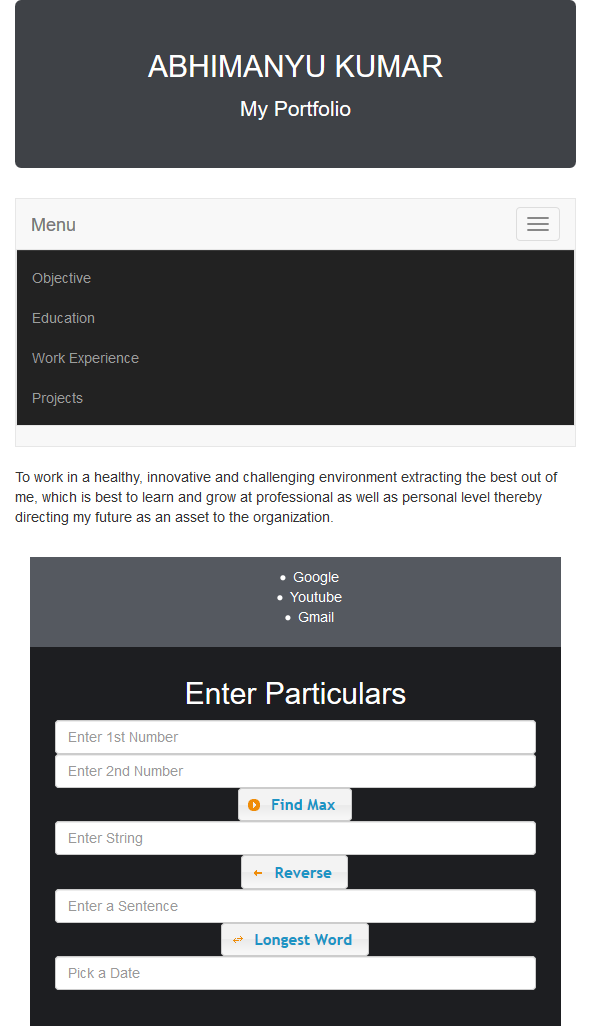 ABHIMANYU KUMAR
My Portfolio
Menu
Objective
Education
Work Experience
Projects
To work in a healthy, innovative and challenging environment extracting the best out of
me, which is best to learn and grow at professional as well as personal level thereby
directing my future as an asset to the organization.
Google
Youtube
Gmail
Enter Particulars
Enter 1st Number
Enter 2nd Number
Find Max
Enter String
Reverse
Enter a Sentence
Longest Word
Pick a Date